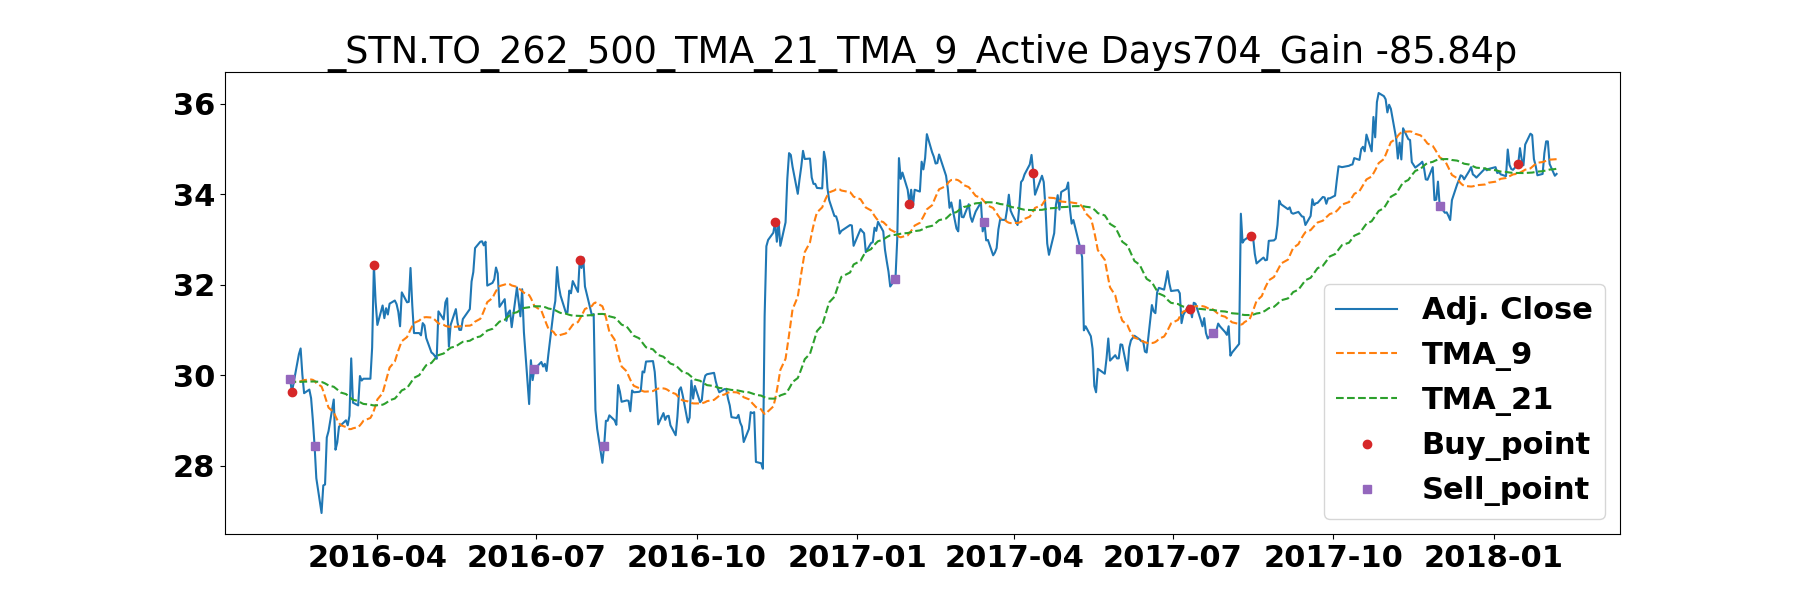 _STN.TO_262_500_TMA_21_TMA_9_Active Days704_Gain -85.84p
36
34
32
30
28
Adj. Close
TMA_9
TMA_21
Buy_point
Sell_point
2016-04 2016-07 2016-10 2017-01 2017-04 2017-07 2017-10 2018-01